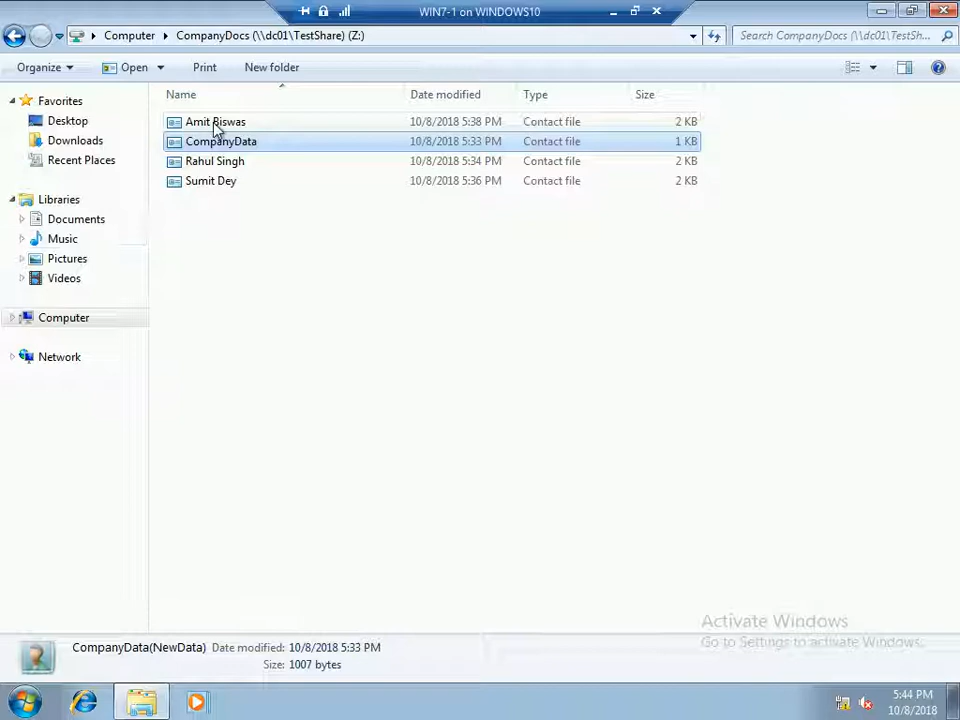 WIN7-1 on WINDOWS10
Computer CompanyDocs (\\dc01\TestShare) (Z:) Search CompanyDocs (\\dc01\TestSh...
Organize Open Print New folder
Name Date modified Type Size
Favorites
Desktop
Downloads
Recent Places
Libraries
Documents
Music
Pictures
Videos
Computer
Network
Amit Biswas 10/8/2018 5:38 PM Contact file 2 KB
CompanyData 10/8/2018 5:33 PM Contact file 1 KB
Rahul Singh 10/8/2018 5:34 PM Contact file 2 KB
Sumit Dey 10/8/2018 5:36 PM Contact file 2 KB
Activate Windows
Go to Settings to activate Windows.
CompanyData(NewData) Date modified: 10/8/2018 5:33 PM
Size: 1007 bytes
5:44 PM
10/8/2018